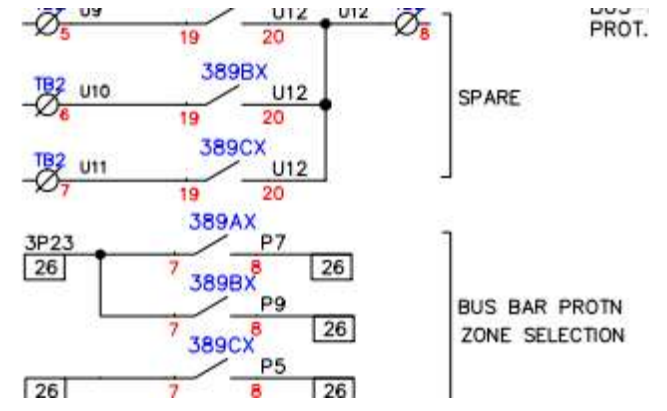 U9 U12 U12
5 19 20 8
PROT.
389BX
TB2 U10 U12
6 19 20
SPARE
389CX
TB2 U11 U12
7 19 20
389AX
3P23 P7
26 7 8 26
389BX
P9
7 8 26
BUS BAR PROTN
ZONE SELECTION
389CX
P5
26 7 8 26